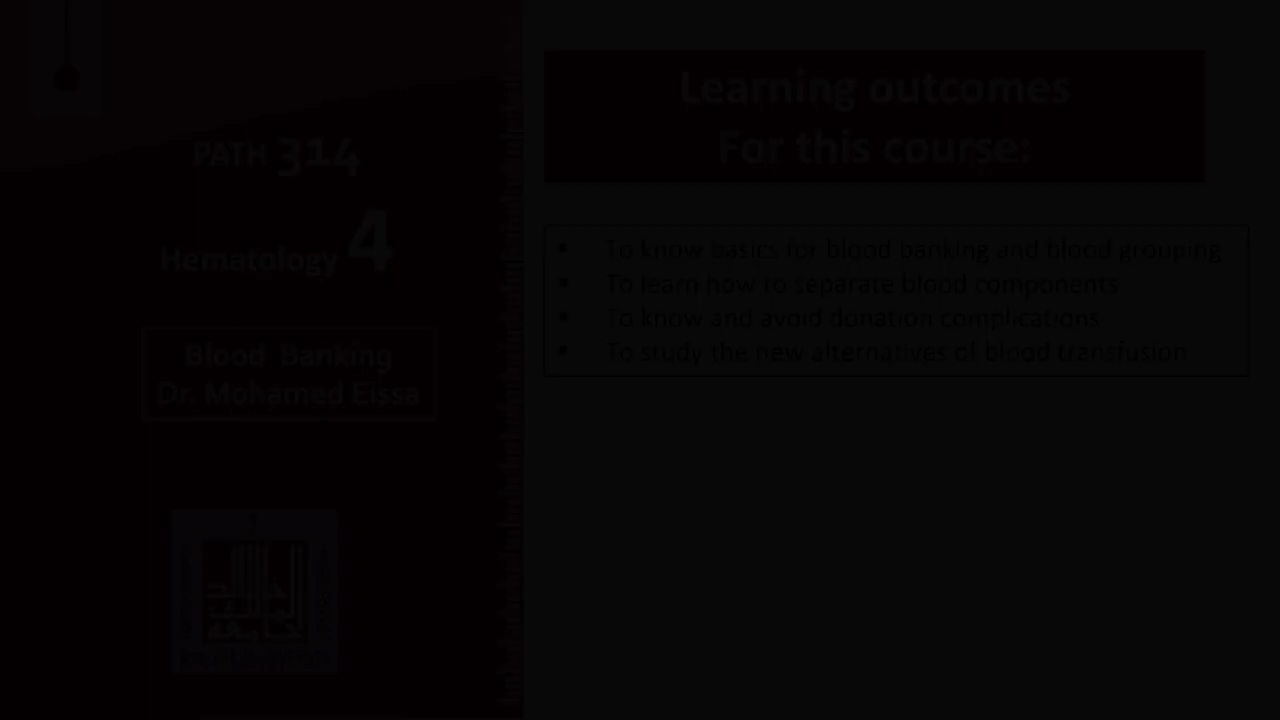 PATH 314
Hematology 4
Blood Banking
Dr. Mohamed Eissa
Learning outcomes
For this course:
▪ To know basics for blood banking and blood grouping
▪ To learn how to separate blood components
▪ To know and avoid donation complications
▪ To study the new alternatives of blood transfusion